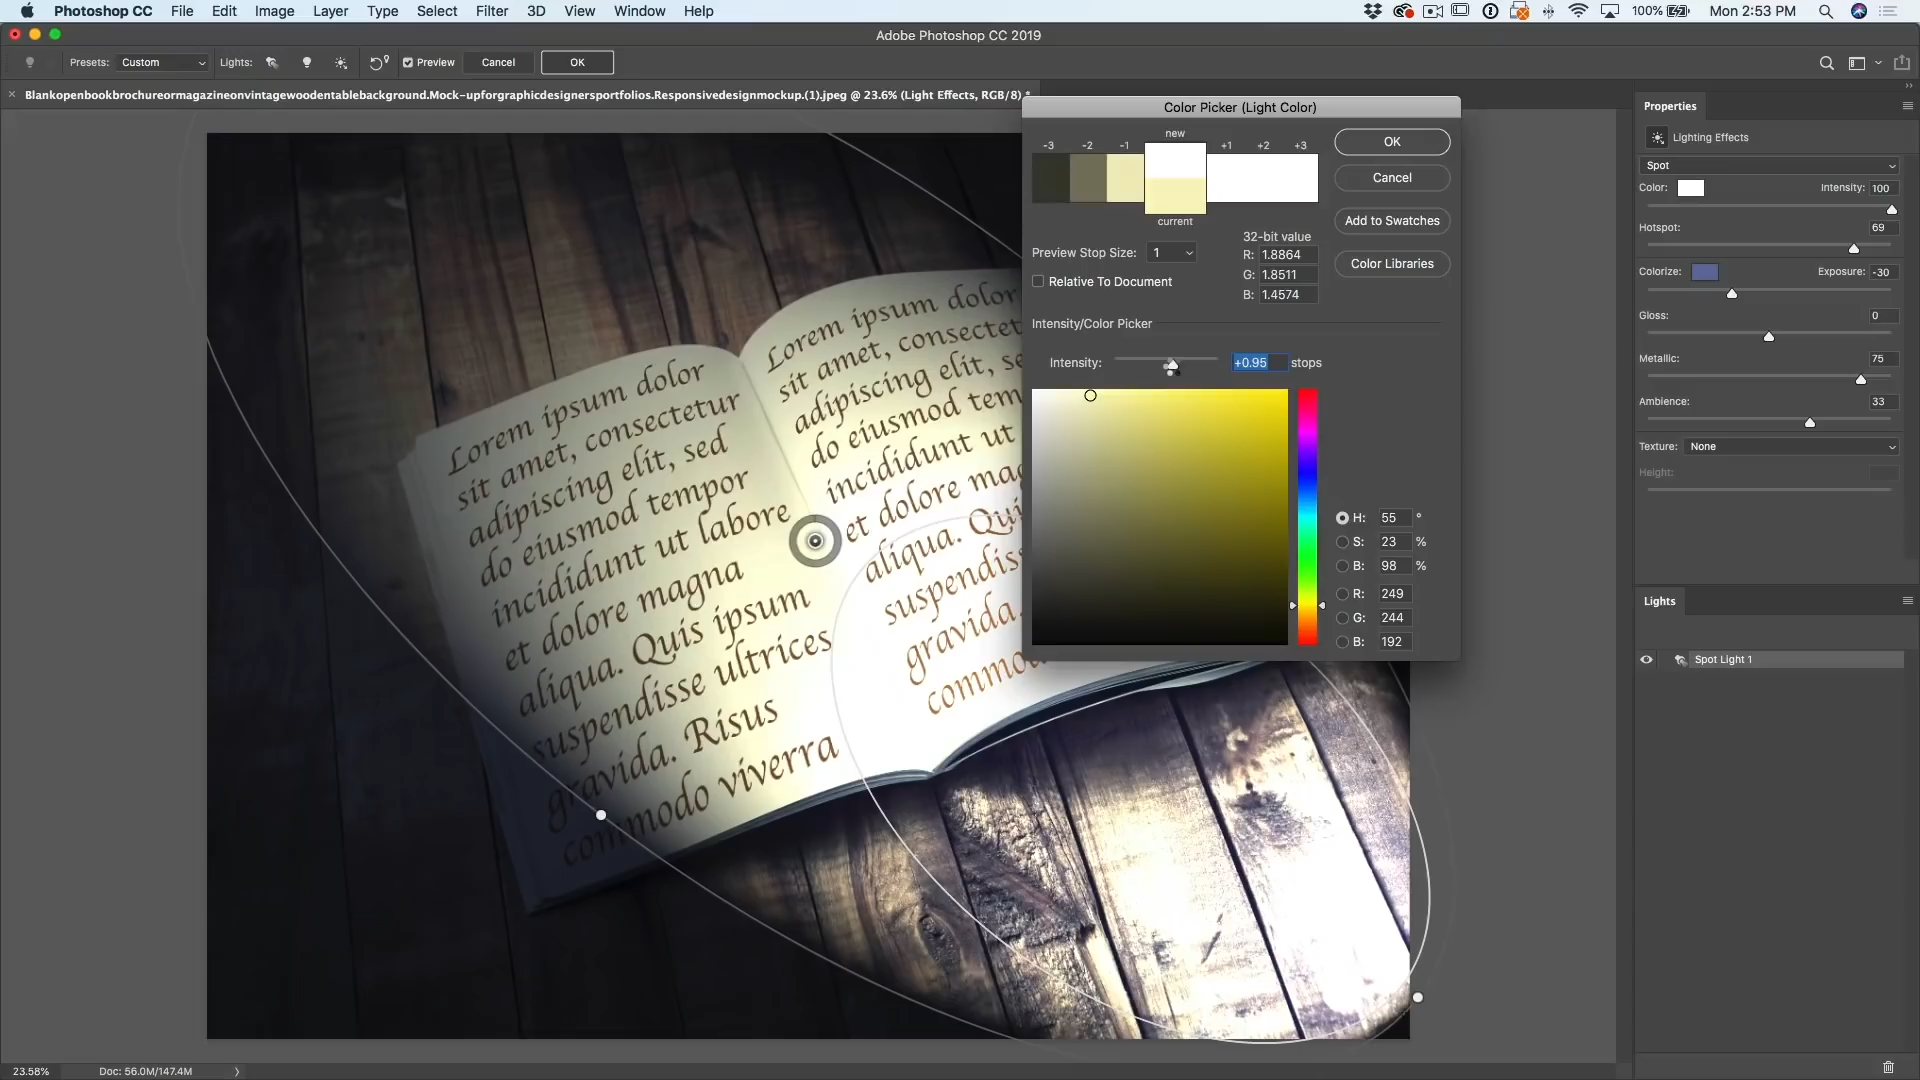 Photoshop CC File Edit Image Layer Type Select Filter 3D View Window Help 100% Mon 2:53 PM
Adobe Photoshop CC 2019
Presets: Custom Lights: Preview Cancel OK
Blankopenbookbrochureormagazineonvintagewoodentablebackground.Mock-upforgraphicdesignersportfolios.Responsivedesignmockup.(1).jpeg @ 23.6% (Light Effects, RGB/8) *
Lorem ipsum dolor
sit amet, consectetur
adipiscing elit, sed
do eiusmod tempor
incididunt ut labore
et dolore magna
aliqua. Quis ipsum
suspendisse ultrices
gravida. Risus
commodo viverra
Lorem ipsum dolor
sit amet, consectet
adipiscing elit, se
do eiusmod tem
incididunt ut
et dolore mag
aliqua. Qui
suspendiss
gravida.
commo
Color Picker (Light Color)
new
-3 -2 -1 +1 +2 +3
current
OK
Cancel
Add to Swatches
Color Libraries
Preview Stop Size: 1
Relative To Document
32-bit value
R: 1.8864
G: 1.8511
B: 1.4574
Intensity/Color Picker
Intensity: +0.95 stops
H: 55 °
S: 23 %
B: 98 %
R: 249
G: 244
B: 192
Properties
Lighting Effects
Spot
Color: Intensity: 100
Hotspot: 69
Colorize: Exposure: -30
Gloss: 0
Metallic: 75
Ambience: 33
Texture: None
Height:
Lights
Spot Light 1
23.58% Doc: 56.0M/147.4M